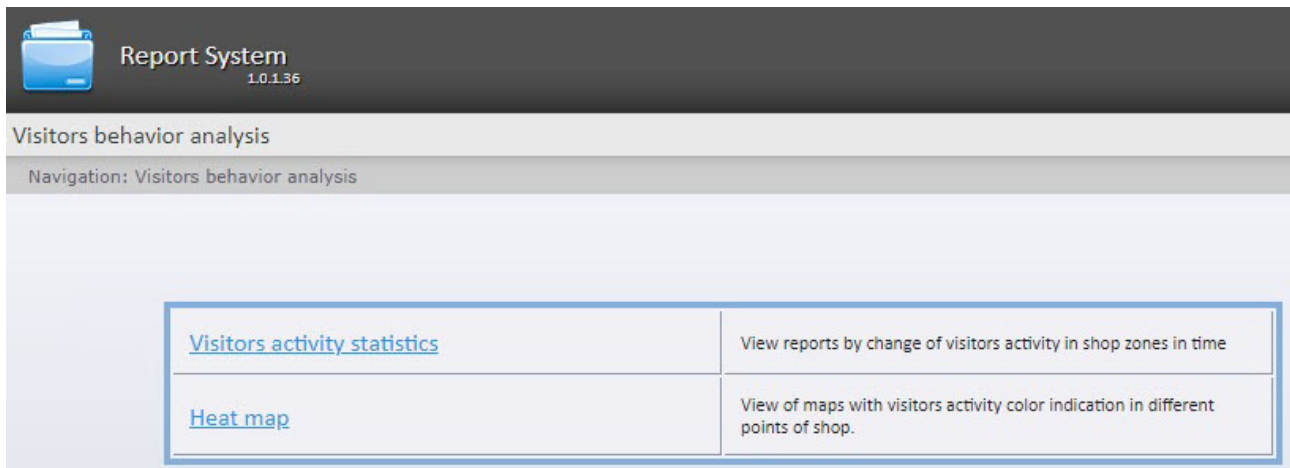 Report System
1.0.1.36
Visitors behavior analysis
Navigation: Visitors behavior analysis
Visitors activity statistics
View reports by change of visitors activity in shop zones in time
Heat map
View of maps with visitors activity color indication in different
points of shop.